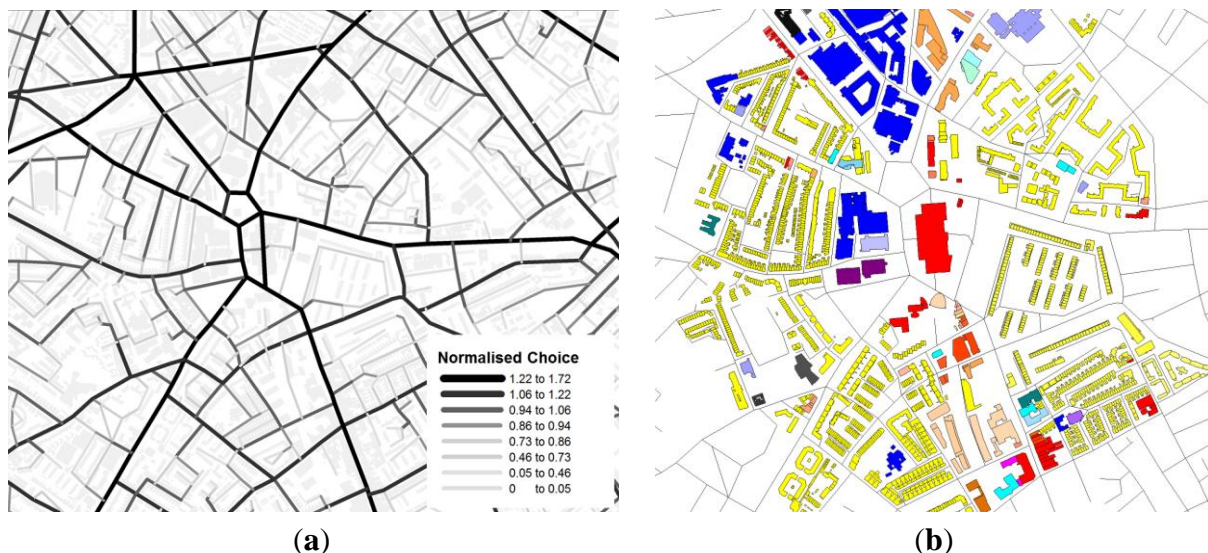 Normalised Choice
1.22 to 1.72
1.06 to 1.22
0.94 to 1.06
0.86 to 0.94
0.73 to 0.86
0.46 to 0.73
0.05 to 0.46
0 to 0.05
(a) (b)